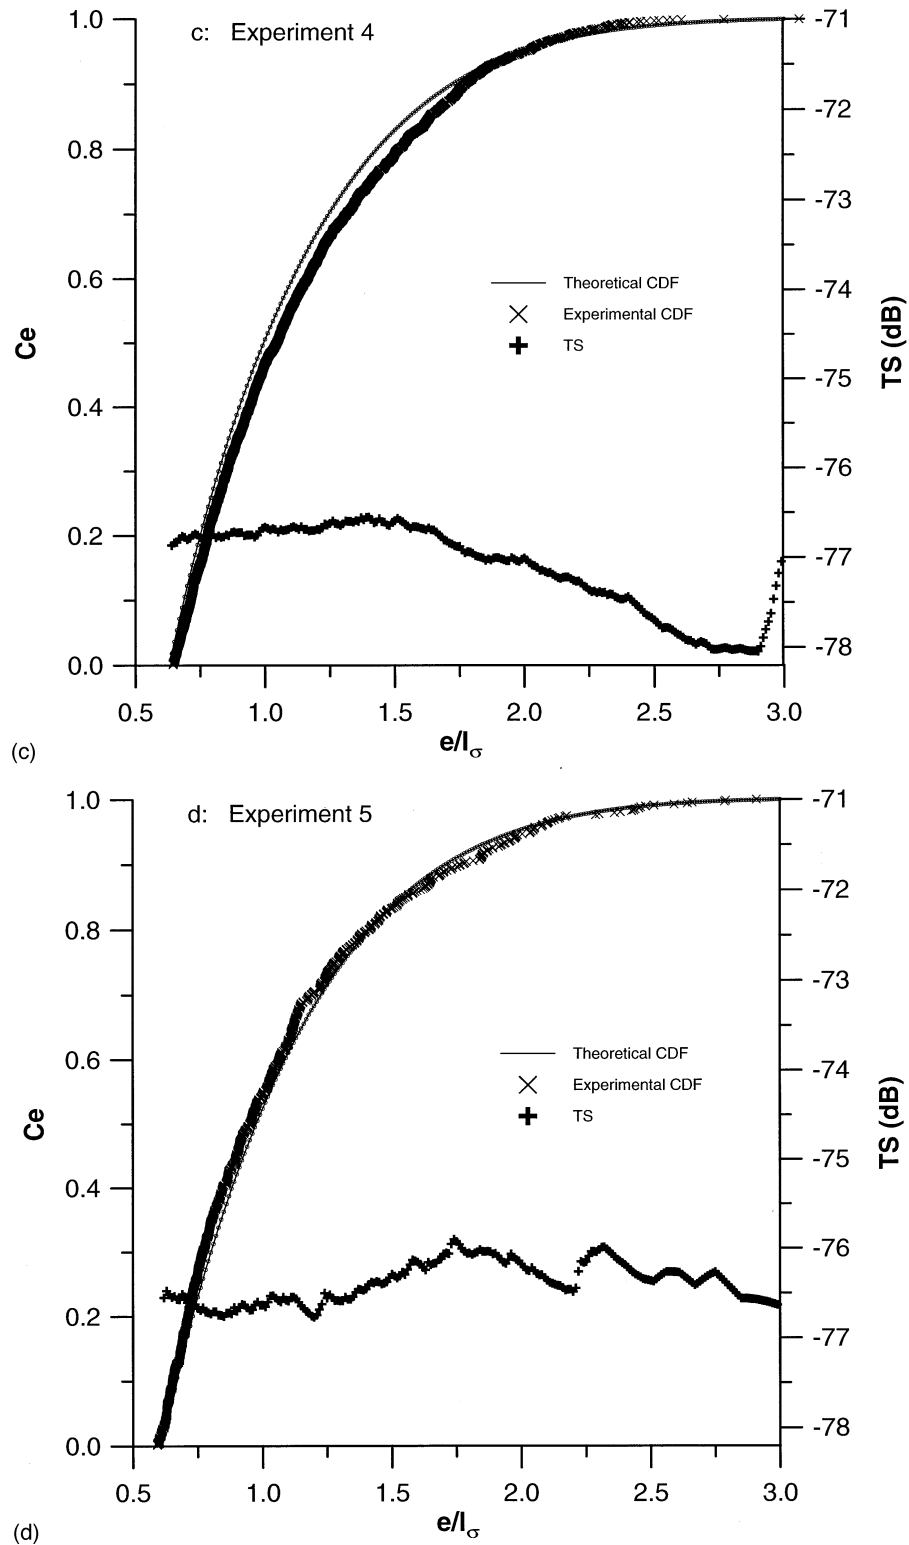 c: Experiment 4
1.0
0.8
0.6
0.4
0.2
0.0
Ce
-71
-72
-73
-74
-75
-76
-77
-78
TS (dB)
Theoretical CDF
Experimental CDF
TS
0.5 1.0 1.5 2.0 2.5 3.0
e/Iσ
(c)
d: Experiment 5
1.0
0.8
0.6
0.4
0.2
0.0
Ce
-71
-72
-73
-74
-75
-76
-77
-78
TS (dB)
Theoretical CDF
Experimental CDF
TS
0.5 1.0 1.5 2.0 2.5 3.0
e/Iσ
(d)